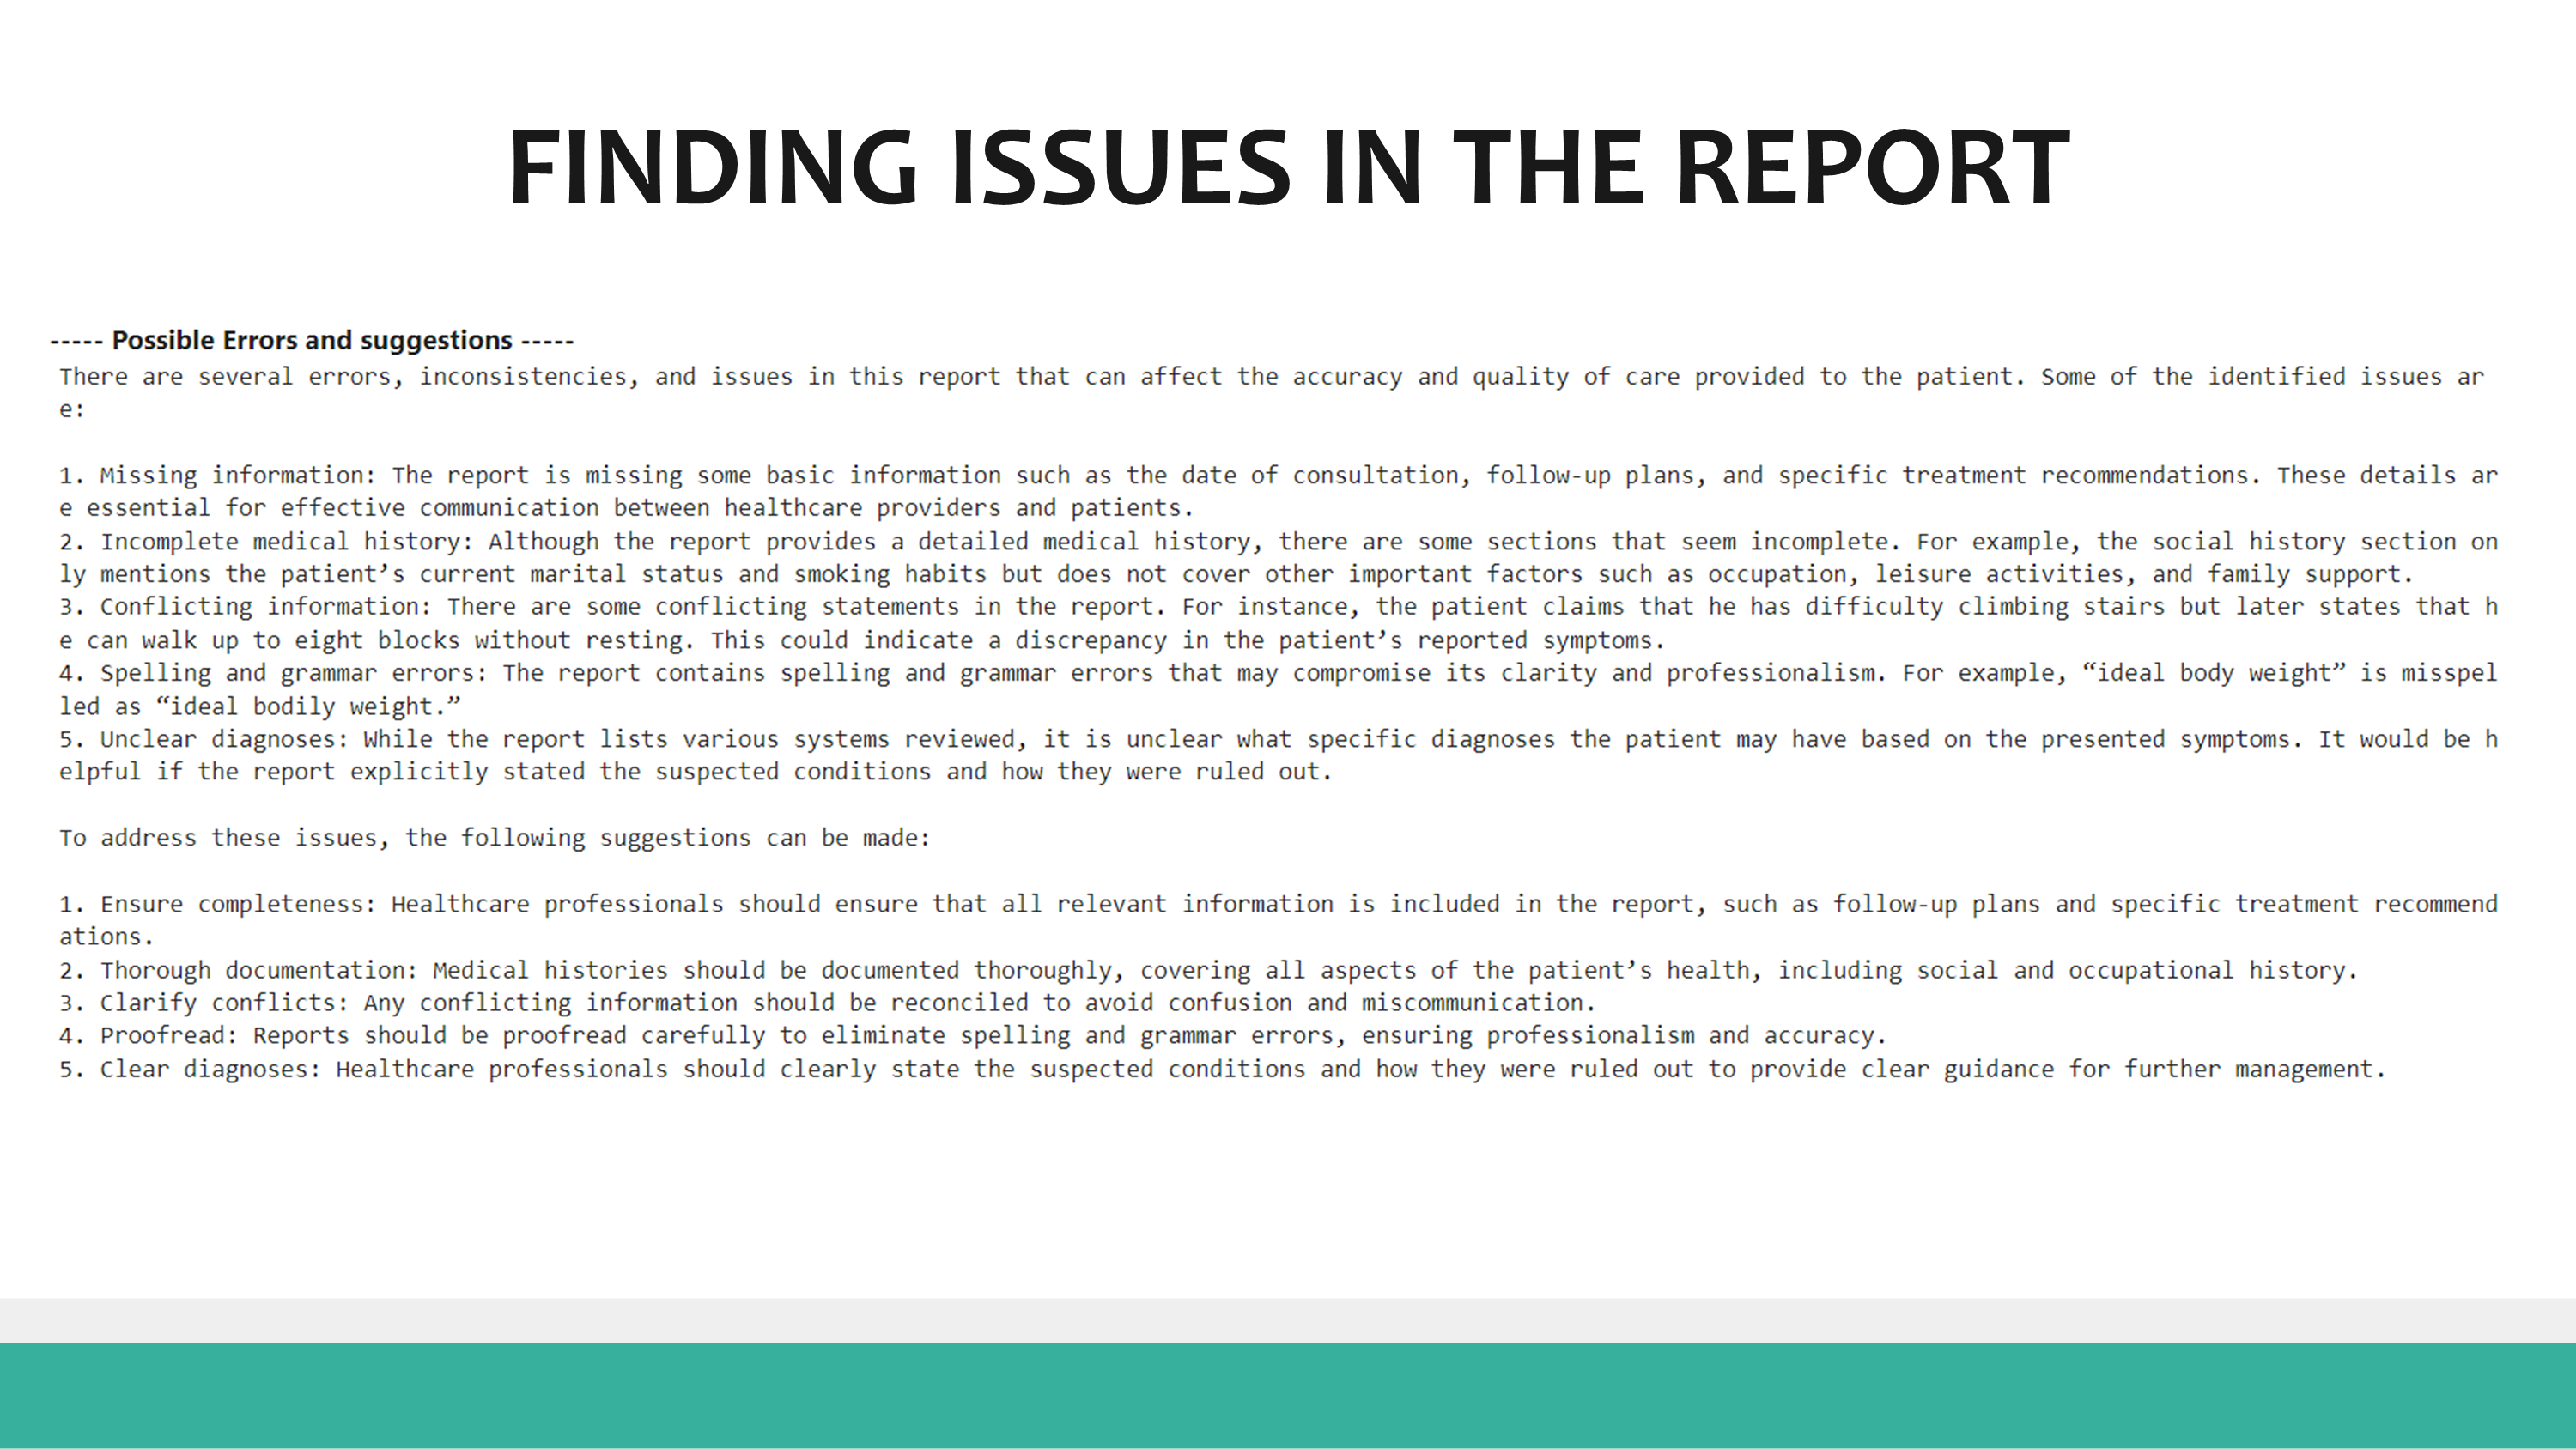 FINDING ISSUES IN THE REPORT
----- Possible Errors and suggestions -----
There are several errors, inconsistencies, and issues in this report that can affect the accuracy and quality of care provided to the patient. Some of the identified issues ar
e:
1. Missing information: The report is missing some basic information such as the date of consultation, follow-up plans, and specific treatment recommendations. These details ar
e essential for effective communication between healthcare providers and patients.
2. Incomplete medical history: Although the report provides a detailed medical history, there are some sections that seem incomplete. For example, the social history section on
ly mentions the patient’s current marital status and smoking habits but does not cover other important factors such as occupation, leisure activities, and family support.
3. Conflicting information: There are some conflicting statements in the report. For instance, the patient claims that he has difficulty climbing stairs but later states that h
e can walk up to eight blocks without resting. This could indicate a discrepancy in the patient’s reported symptoms.
4. Spelling and grammar errors: The report contains spelling and grammar errors that may compromise its clarity and professionalism. For example, “ideal body weight” is misspel
led as “ideal bodily weight.”
5. Unclear diagnoses: While the report lists various systems reviewed, it is unclear what specific diagnoses the patient may have based on the presented symptoms. It would be h
elpful if the report explicitly stated the suspected conditions and how they were ruled out.
To address these issues, the following suggestions can be made:
1. Ensure completeness: Healthcare professionals should ensure that all relevant information is included in the report, such as follow-up plans and specific treatment recommend
ations.
2. Thorough documentation: Medical histories should be documented thoroughly, covering all aspects of the patient’s health, including social and occupational history.
3. Clarify conflicts: Any conflicting information should be reconciled to avoid confusion and miscommunication.
4. Proofread: Reports should be proofread carefully to eliminate spelling and grammar errors, ensuring professionalism and accuracy.
5. Clear diagnoses: Healthcare professionals should clearly state the suspected conditions and how they were ruled out to provide clear guidance for further management.